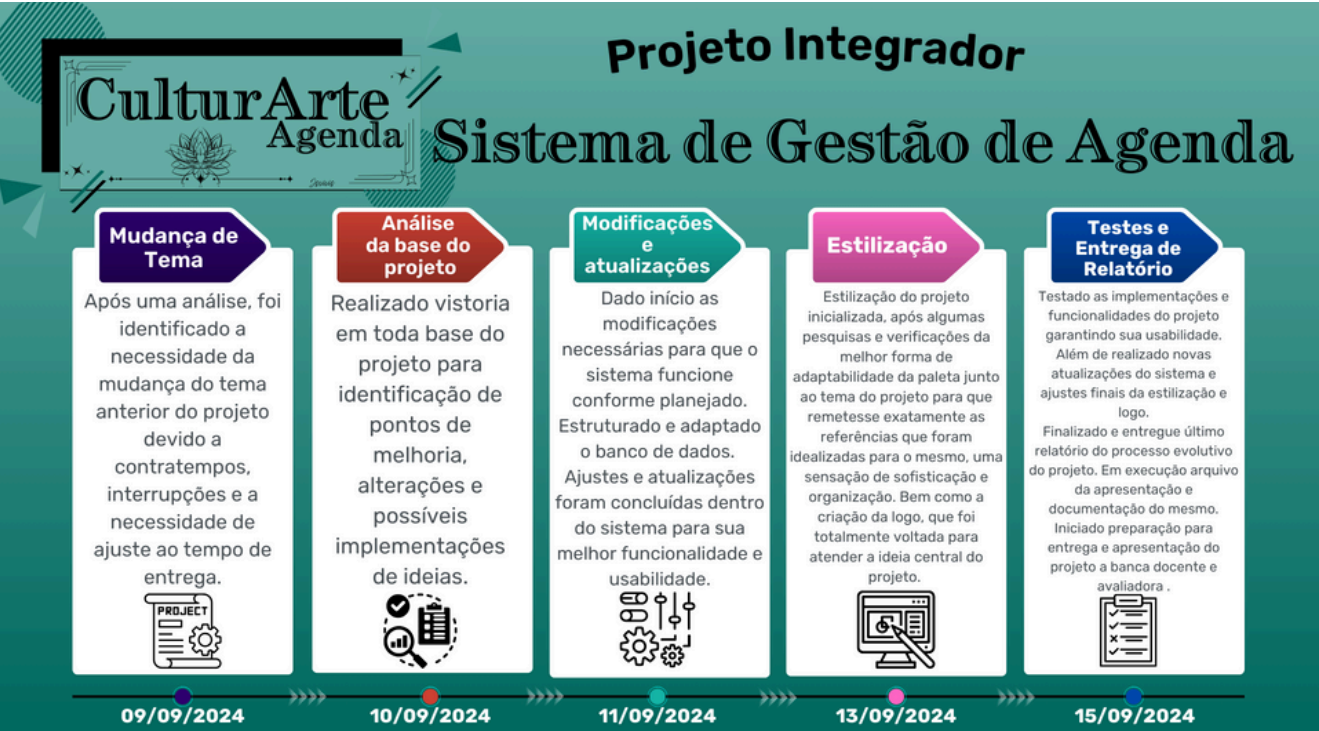 Projeto Integrador
CulturArte
Agenda
Sistema de Gestão de Agenda
Mudança de
Tema
Após uma análise, foi
identificado a
necessidade da
mudança do tema
anterior do projeto
devido a
contratempos,
interrupções e a
necessidade de
ajuste ao tempo de
entrega.
PROJECT
09/09/2024
Análise
da base do
projeto
Realizado vistoria
em toda base do
projeto para
identificação de
pontos de
melhoria,
alterações e
possíveis
implementações
de ideias.
10/09/2024
Modificações
e
atualizações
Dado início as
modificações
necessárias para que o
sistema funcione
conforme planejado.
Estruturado e adaptado
o banco de dados.
Ajustes e atualizações
foram concluídas dentro
do sistema para sua
melhor funcionalidade e
usabilidade.
11/09/2024
Estilização
Estilização do projeto
inicializada, após algumas
pesquisas e verificações da
melhor forma de
adaptabilidade da paleta junto
ao tema do projeto para que
remetesse exatamente as
referências que foram
idealizadas para o mesmo, uma
sensação de sofisticação e
organização. Bem como a
criação da logo, que foi
totalmente voltada para
atender a ideia central do
projeto.
13/09/2024
Testes e
Entrega de
Relatório
Testado as implementações e
funcionalidades do projeto
garantindo sua usabilidade.
Além de realizado novas
atualizações do sistema e
ajustes finais da estilização e
logo.
Finalizado e entregue último
relatório do processo evolutivo
do projeto. Em execução arquivo
da apresentação e
documentação do mesmo.
Iniciado preparação para
entrega e apresentação do
projeto a banca docente e
avaliadora .
15/09/2024